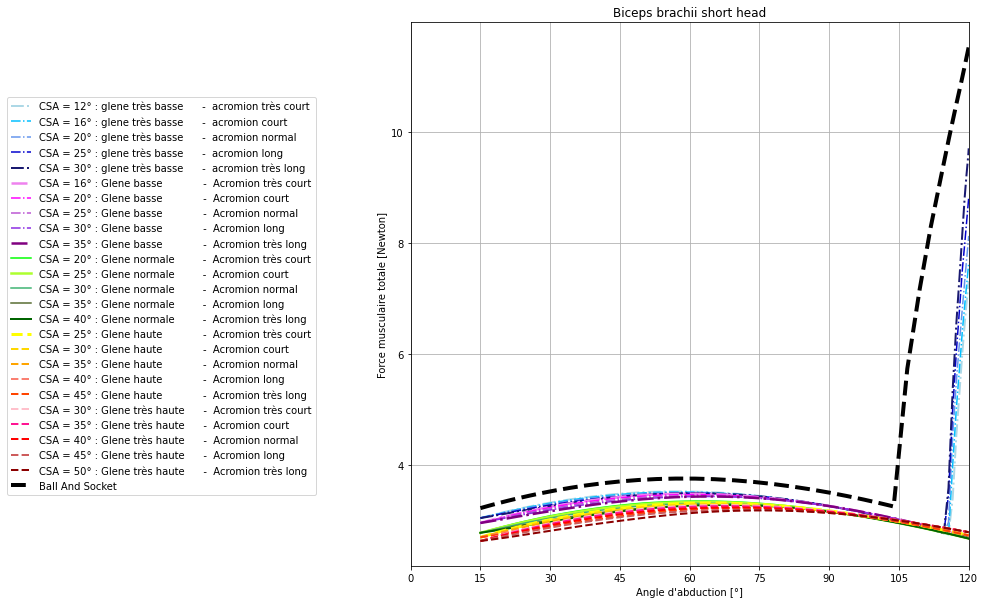 Biceps brachii short head
CSA = 12° : glene très basse - acromion très court
CSA = 16° : glene très basse - acromion court
CSA = 20° : glene très basse - acromion normal
CSA = 25° : glene très basse - acromion long
CSA = 30° : glene très basse - acromion très long
CSA = 16° : Glene basse - Acromion très court
CSA = 20° : Glene basse - Acromion court
CSA = 25° : Glene basse - Acromion normal
CSA = 30° : Glene basse - Acromion long
CSA = 35° : Glene basse - Acromion très long
CSA = 20° : Glene normale - Acromion très court
CSA = 25° : Glene normale - Acromion court
CSA = 30° : Glene normale - Acromion normal
CSA = 35° : Glene normale - Acromion long
CSA = 40° : Glene normale - Acromion très long
CSA = 25° : Glene haute - Acromion très court
CSA = 30° : Glene haute - Acromion court
CSA = 35° : Glene haute - Acromion normal
CSA = 40° : Glene haute - Acromion long
CSA = 45° : Glene haute - Acromion très long
CSA = 30° : Glene très haute - Acromion très court
CSA = 35° : Glene très haute - Acromion court
CSA = 40° : Glene très haute - Acromion normal
CSA = 45° : Glene très haute - Acromion long
CSA = 50° : Glene très haute - Acromion très long
Ball And Socket
Force musculaire totale [Newton]
10
8
6
4
0 15 30 45 60 75 90 105 120
Angle d'abduction [°]